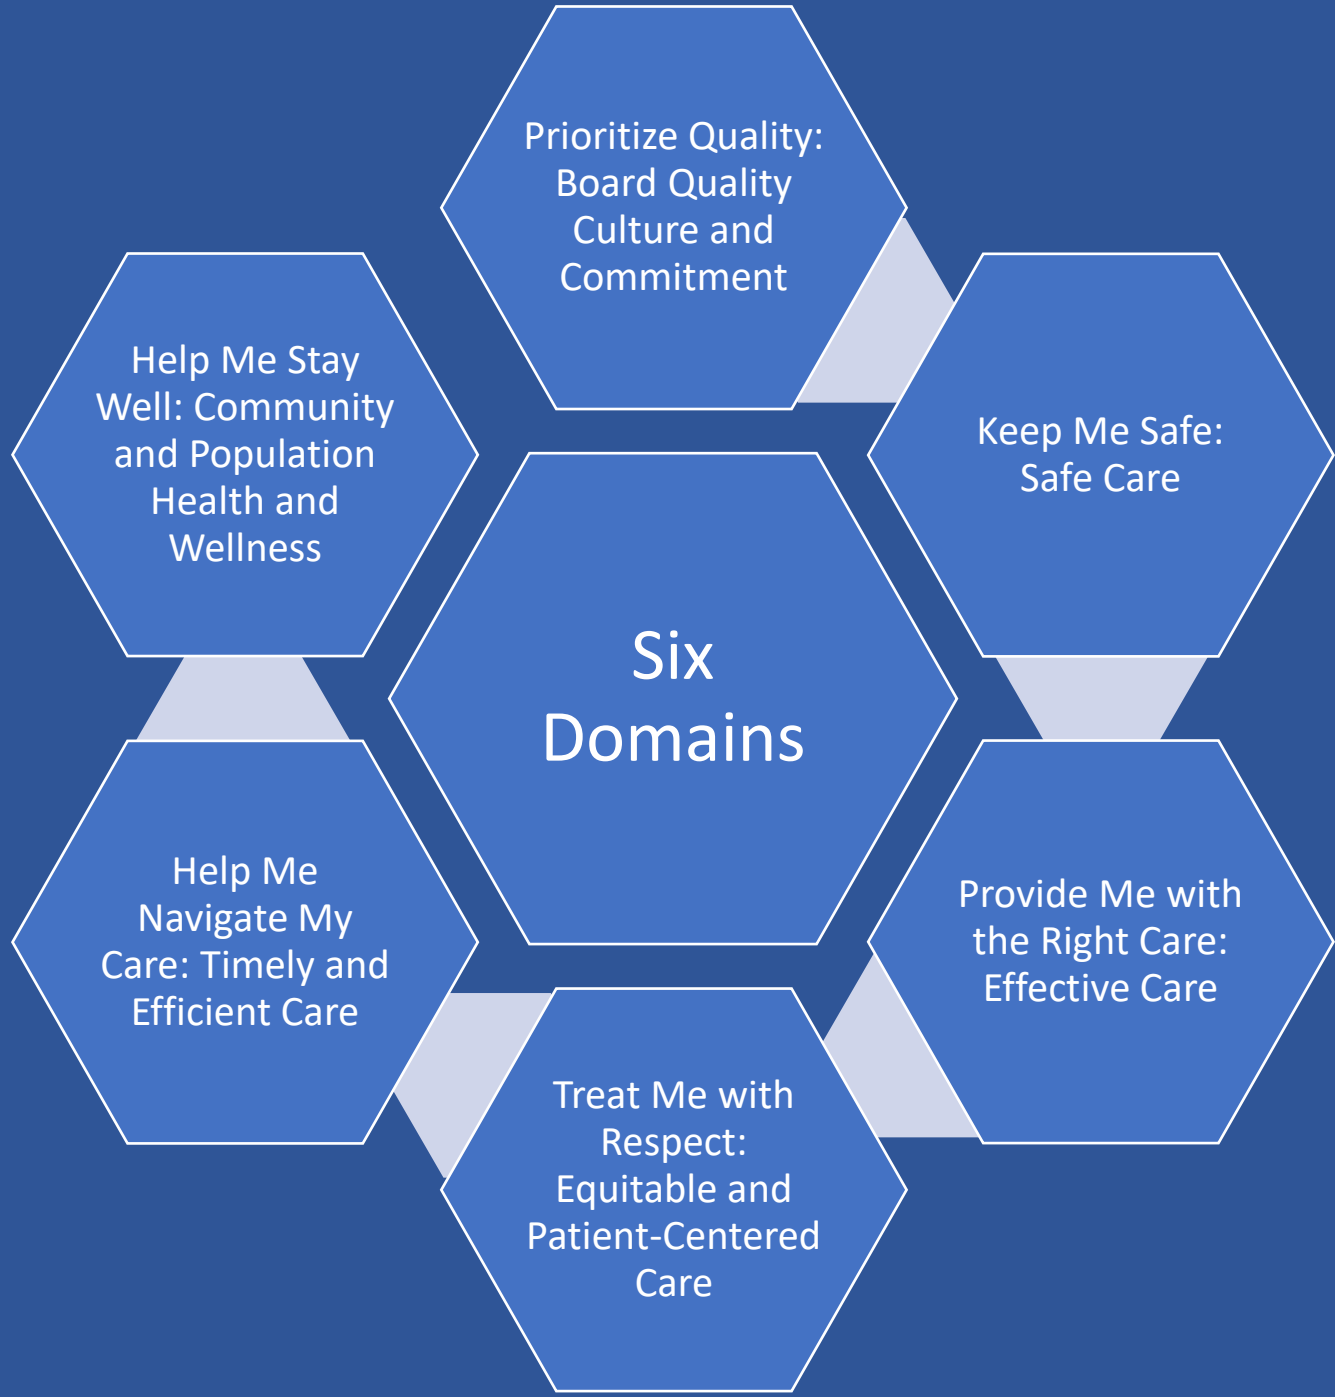 Prioritize Quality:
Board Quality
Culture and
Commitment
Keep Me Safe:
Safe Care
Provide Me with
the Right Care:
Effective Care
Treat Me with
Respect:
Equitable and
Patient-Centered
Care
Help Me
Navigate My
Care: Timely and
Efficient Care
Help Me Stay
Well: Community
and Population
Health and
Wellness
Six
Domains